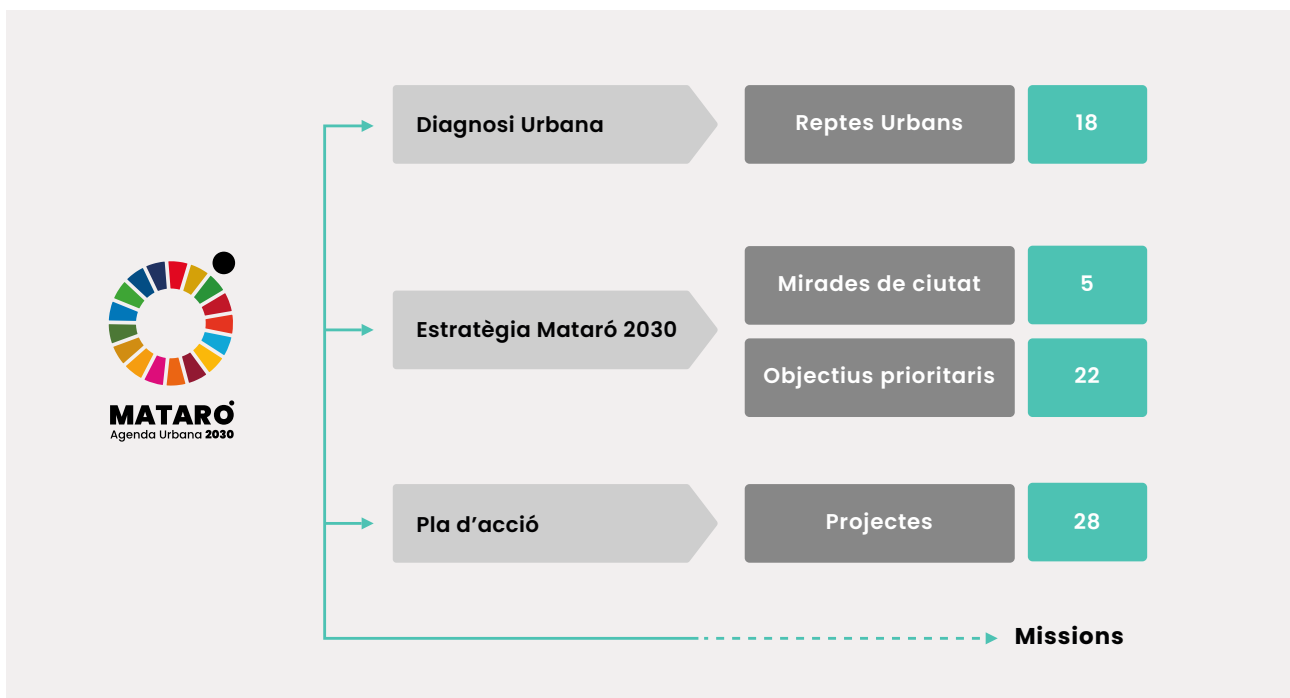 Diagnosi Urbana
Reptes Urbans
18
Mirades de ciutat
5
Estratègia Mataró 2030
Objectius prioritaris
22
MATARÓ
Agenda Urbana 2030
Pla d’acció
Projectes
28
Missions